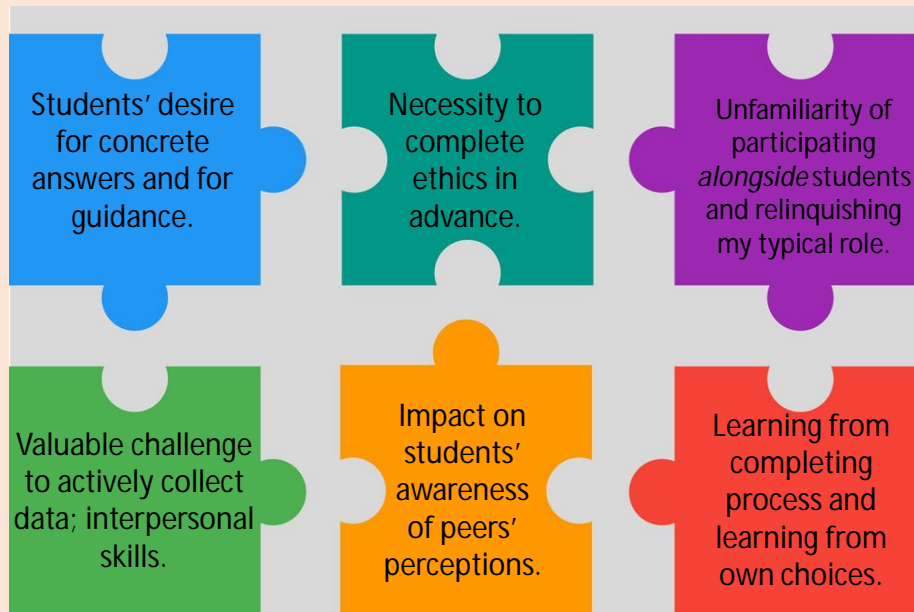 Students’ desire
for concrete
answers and for
guidance.
Necessity to
complete
ethics in
advance.
Unfamiliarity of
participating
alongside students
and relinquishing
my typical role.
Valuable challenge
to actively collect
data; interpersonal
skills.
Impact on
students’
awareness
of peers’
perceptions.
Learning from
completing
process and
learning from
own choices.